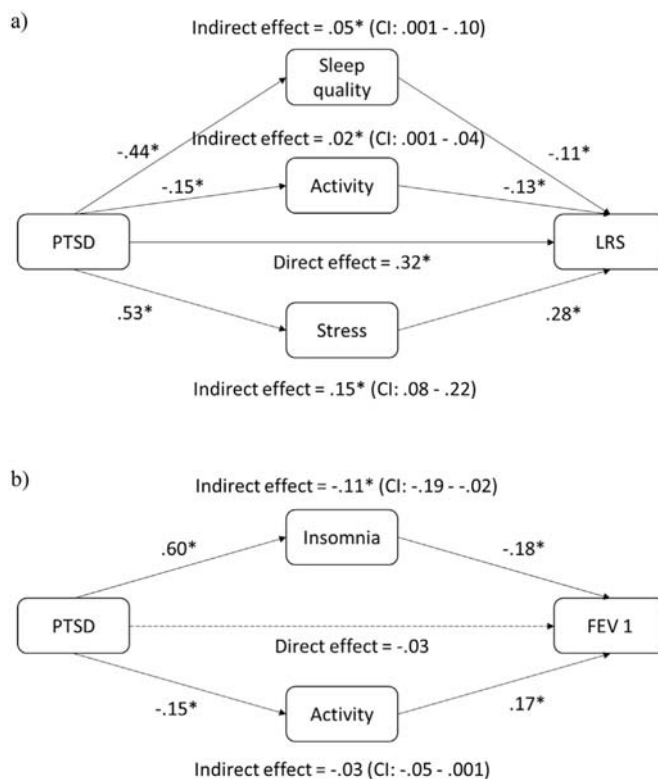 a)
Indirect effect = .05* (CI: .001 - .10)
Sleep
quality
Indirect effect = .02* (CI: .001 - .04)
-.44*
-.11*
-.15*
Activity
-.13*
PTSD
LRS
Direct effect = .32*
.53*
Stress
.28*
Indirect effect = .15* (CI: .08 - .22)
b)
Indirect effect = -.11* (CI: -.19 - -.02)
.60*
Insomnia
-.18*
PTSD
FEV 1
Direct effect = -.03
-.15*
Activity
.17*
Indirect effect = -.03 (CI: -.05 - .001)